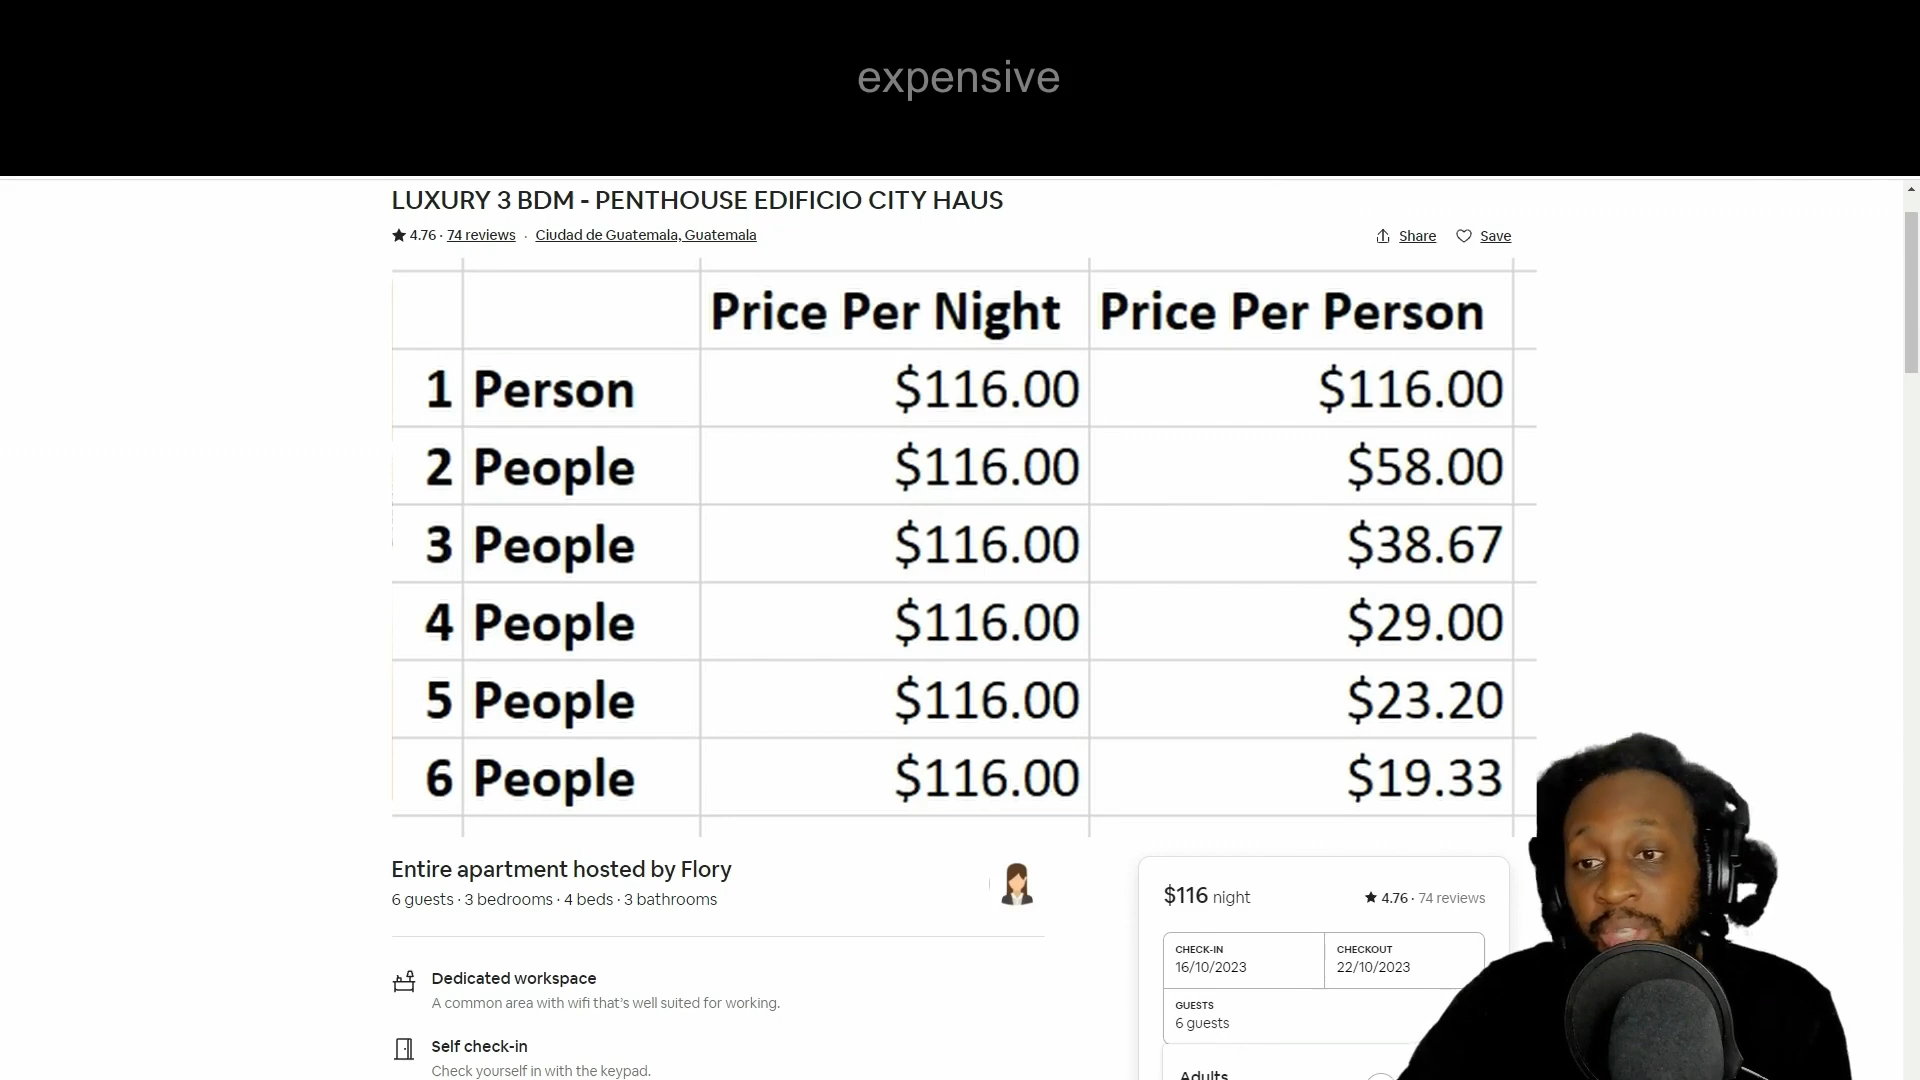 expensive
LUXURY 3 BDM - PENTHOUSE EDIFICIO CITY HAUS
4.76 · 74 reviews · Ciudad de Guatemala, Guatemala
Share Save
Price Per Night Price Per Person
1 Person $116.00 $116.00
2 People $116.00 $58.00
3 People $116.00 $38.67
4 People $116.00 $29.00
5 People $116.00 $23.20
6 People $116.00 $19.33
Entire apartment hosted by Flory
6 guests · 3 bedrooms · 4 beds · 3 bathrooms
Dedicated workspace
A common area with wifi that's well suited for working.
Self check-in
Check yourself in with the keypad.
$116 night 4.76 · 74 reviews
CHECK-IN CHECKOUT
16/10/2023 22/10/2023
GUESTS
6 guests
Adults